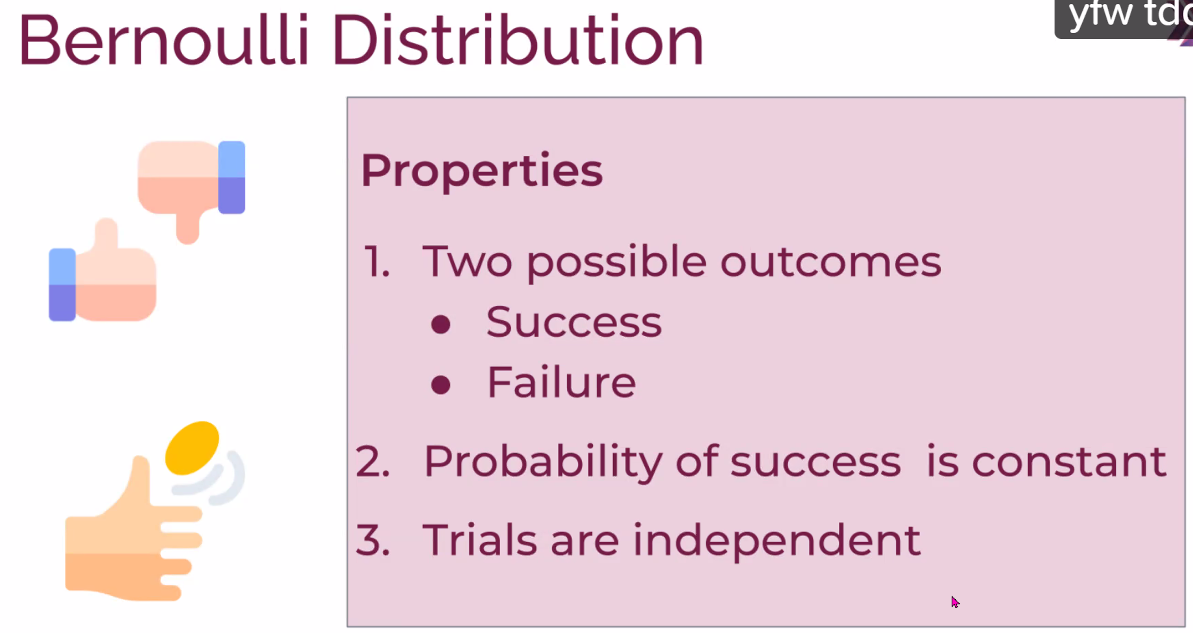 Bernoulli Distribution
yfw
Properties
1. Two possible outcomes
● Success
● Failure
2. Probability of success is constant
3. Trials are independent